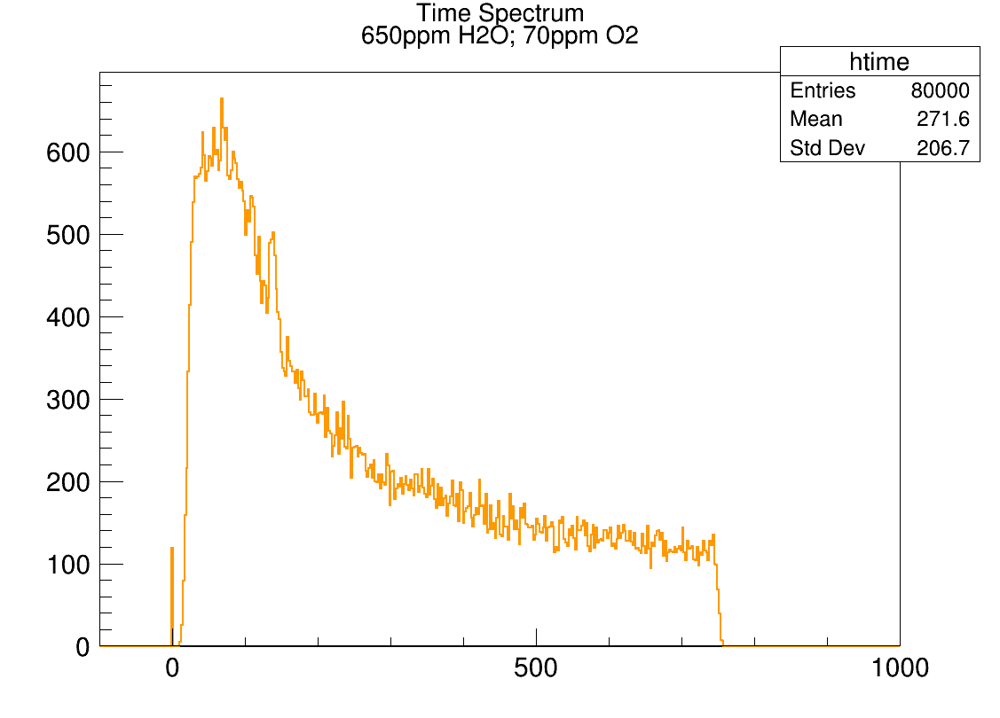 Time Spectrum
650ppm H2O; 70ppm O2
htime
Entries 80000
Mean 271.6
Std Dev 206.7
600
500
400
300
200
100
0
0 500 1000